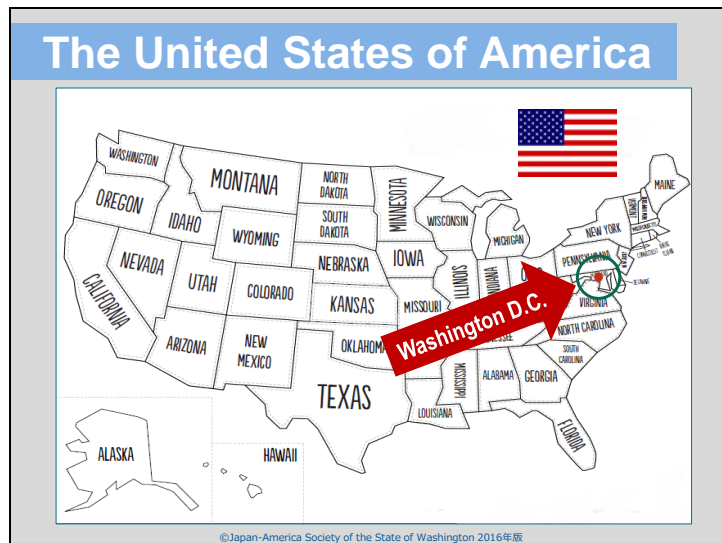 The United States of America
WASHINGTON
OREGON
IDAHO
MONTANA
NORTH
DAKOTA
SOUTH
DAKOTA
MINNESOTA
WISCONSIN
MICHIGAN
MAINE
NEW YORK
VERMONT
PENNSYLVANIA
WYOMING
NEVADA
UTAH
COLORADO
NEBRASKA
KANSAS
IOWA
MISSOURI
ILLINOIS
INDIANA
CALIFORNIA
ARIZONA
NEW
MEXICO
OKLAHOMA
TEXAS
Washington D.C.
VIRGINIA
NORTH CAROLINA
SOUTH
CAROLINA
GEORGIA
ALABAMA
MISSISSIPPI
LOUISIANA
FLORIDA
ALASKA
HAWAII
©Japan-America Society of the State of Washington 2016年版